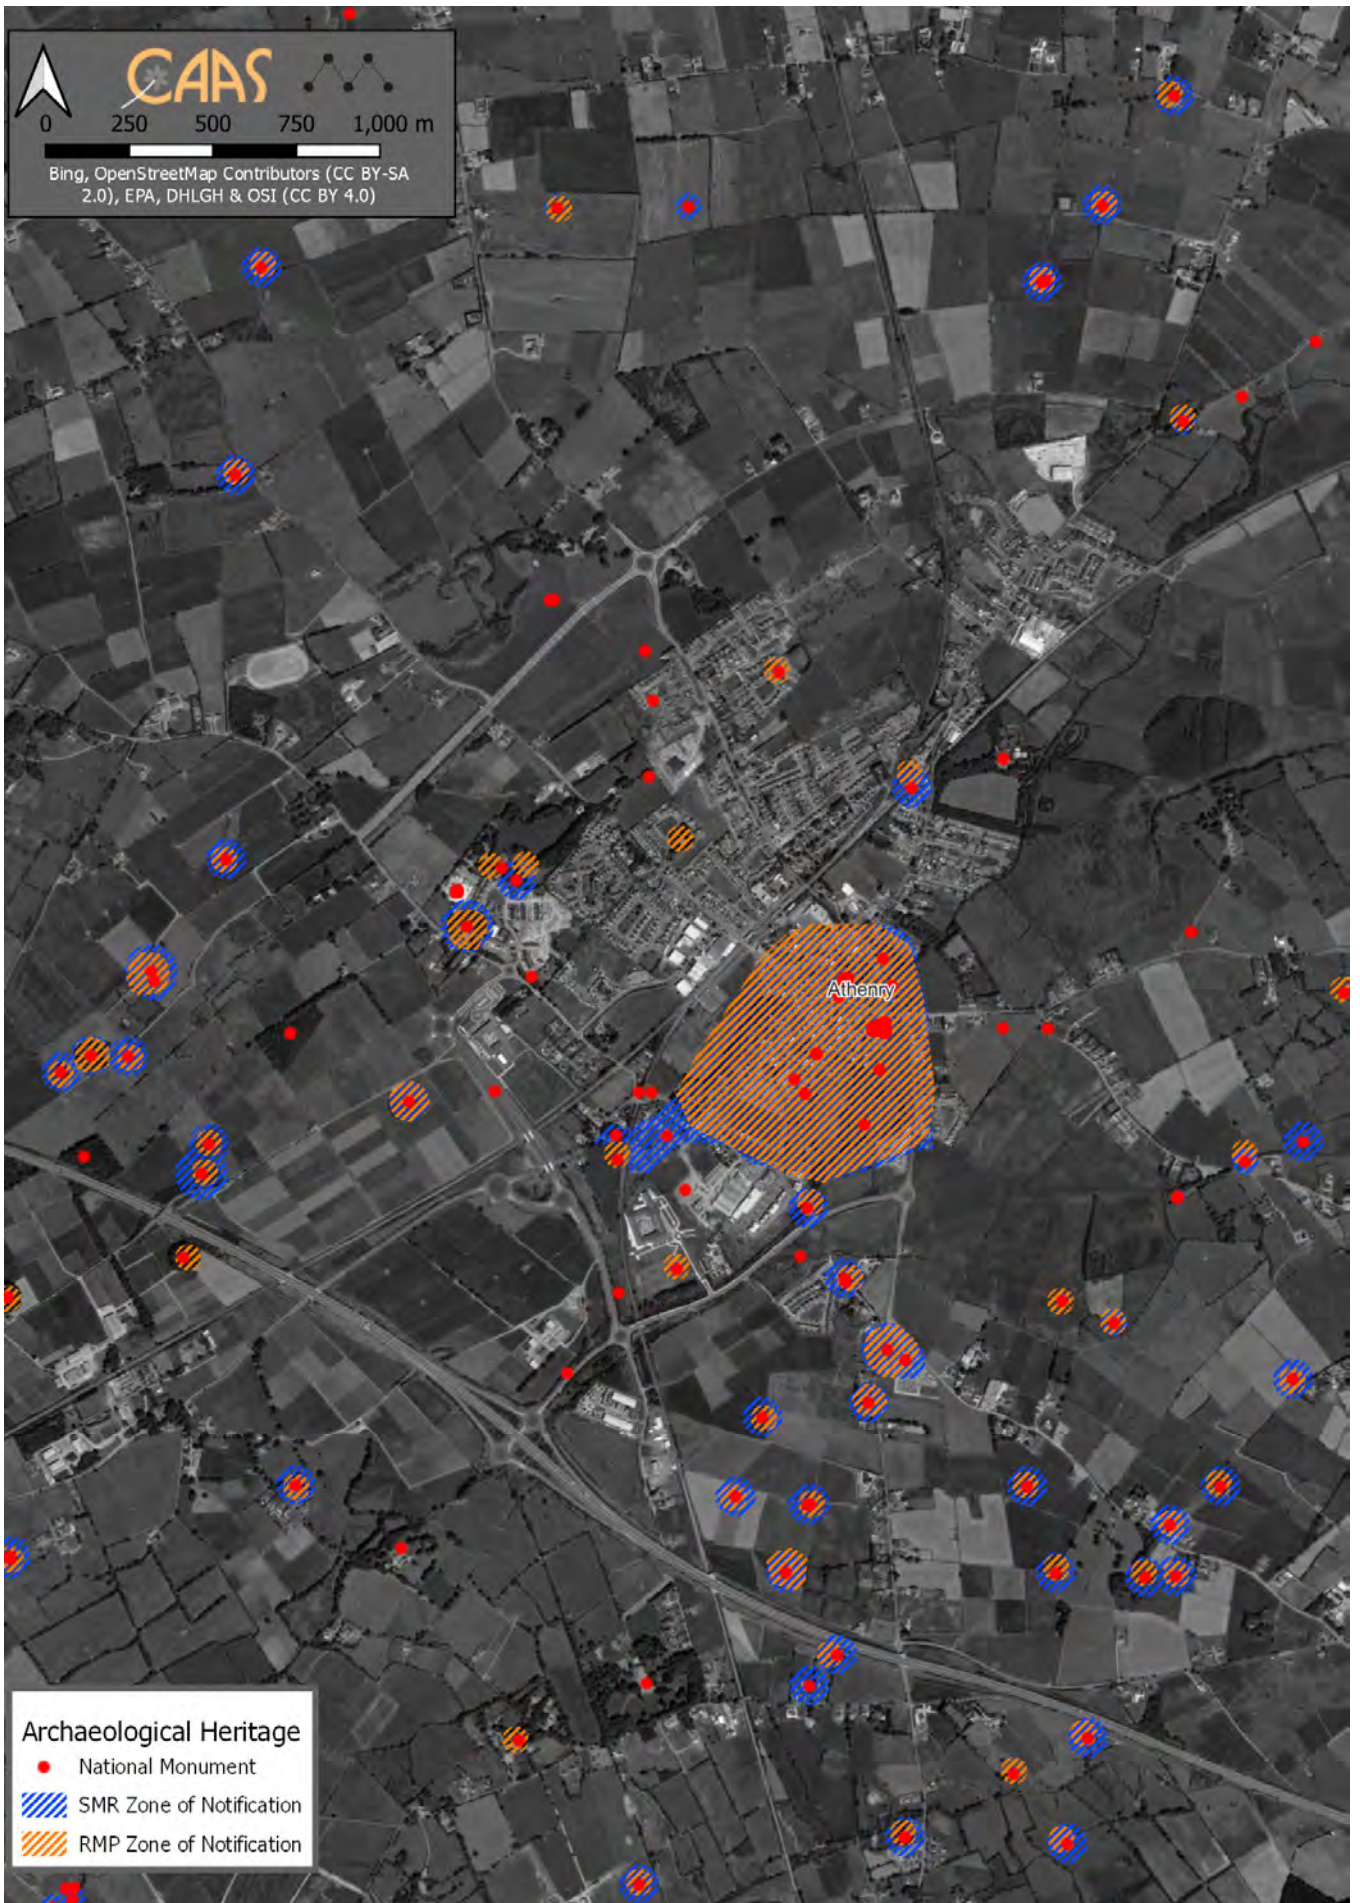 CAAS
0 250 500 750 1,000 m
Bing, OpenStreetMap Contributors (CC BY-SA
2.0), EPA, DHLGH & OSI (CC BY 4.0)
Athenry
Archaeological Heritage
National Monument
SMR Zone of Notification
RMP Zone of Notification